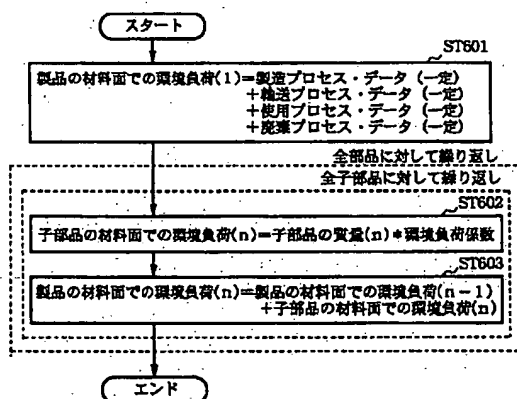 スタート
ST601
製品の材料面での環境負荷(1)=製造プロセス・データ(一定)
+輸送プロセス・データ(一定)
+使用プロセス・データ(一定)
+廃棄プロセス・データ(一定)
全部品に対して繰り返し
全子部品に対して繰り返し
ST602
子部品の材料面での環境負荷(n)=子部品の質量(n)*環境負荷係数
ST603
製品の材料面での環境負荷(n)=製品の材料面での環境負荷(n-1)
+子部品の材料面での環境負荷(n)
エンド